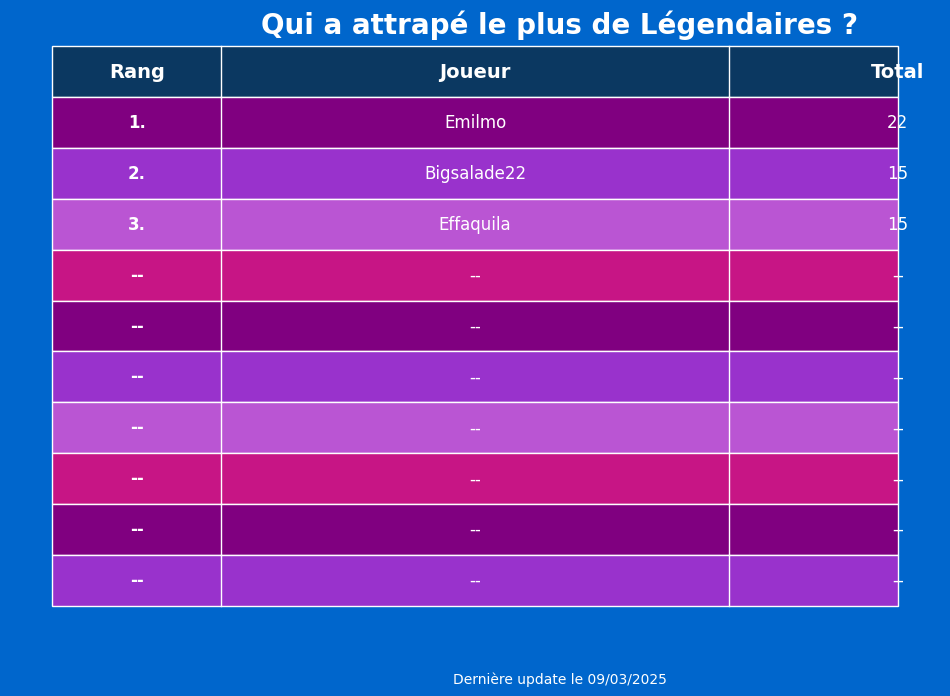 Qui a attrapé le plus de Légendaires ?
Rang Joueur Total
1. Emilmo 22
2. Bigsalade22 15
3. Effaquila 15
-- -- --
-- -- --
-- -- --
-- -- --
-- -- --
-- -- --
-- -- --
Dernière update le 09/03/2025